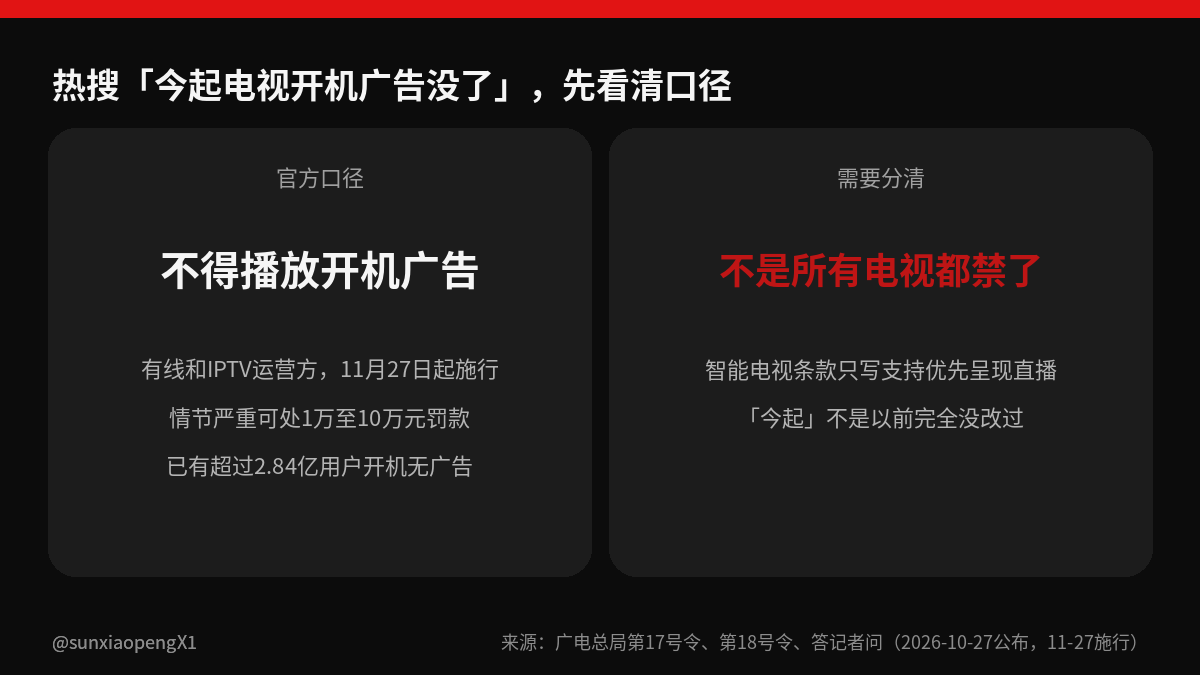 热搜「今起电视开机广告没了」，先看清口径
官方口径
不得播放开机广告
有线和IPTV运营方，11月27日起施行
情节严重可处1万至10万元罚款
已有超过2.84亿用户开机无广告
需要分清
不是所有电视都禁了
智能电视条款只写支持优先呈现直播
「今起」不是以前完全没改过
@sunxiaopengX1
来源：广电总局第17号令、第18号令、答记者问（2026-10-27公布，11-27施行）